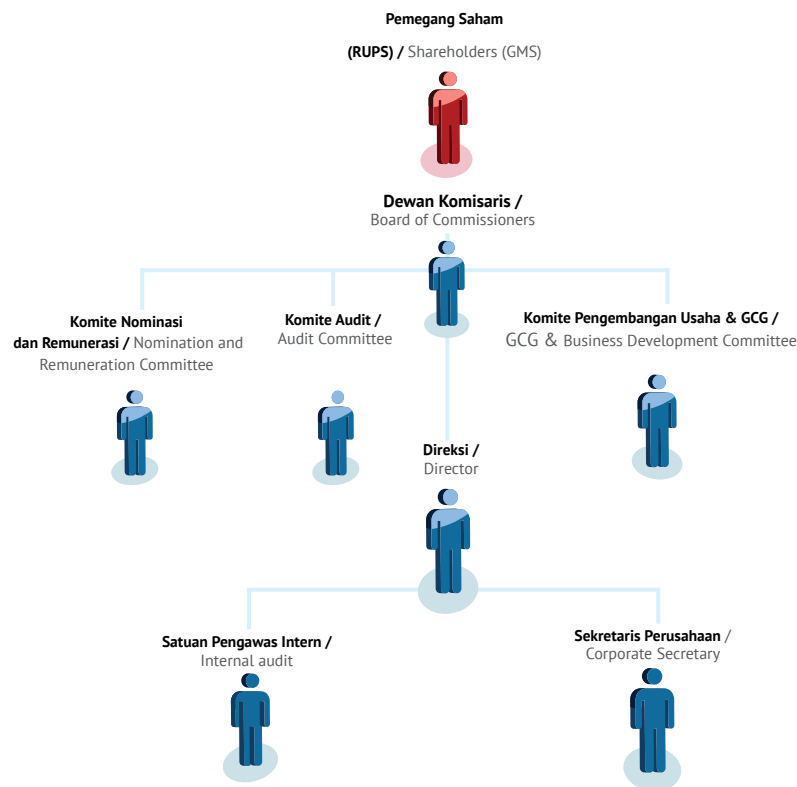 Pemegang Saham
(RUPS) / Shareholders (GMS)
Dewan Komisaris /
Board of Commissioners
Komite Nominasi
dan Remunerasi / Nomination and
Remuneration Committee
Komite Audit /
Audit Committee
Komite Pengembangan Usaha & GCG /
GCG & Business Development Committee
Direksi /
Director
Satuan Pengawas Intern /
Internal audit
Sekretaris Perusahaan /
Corporate Secretary